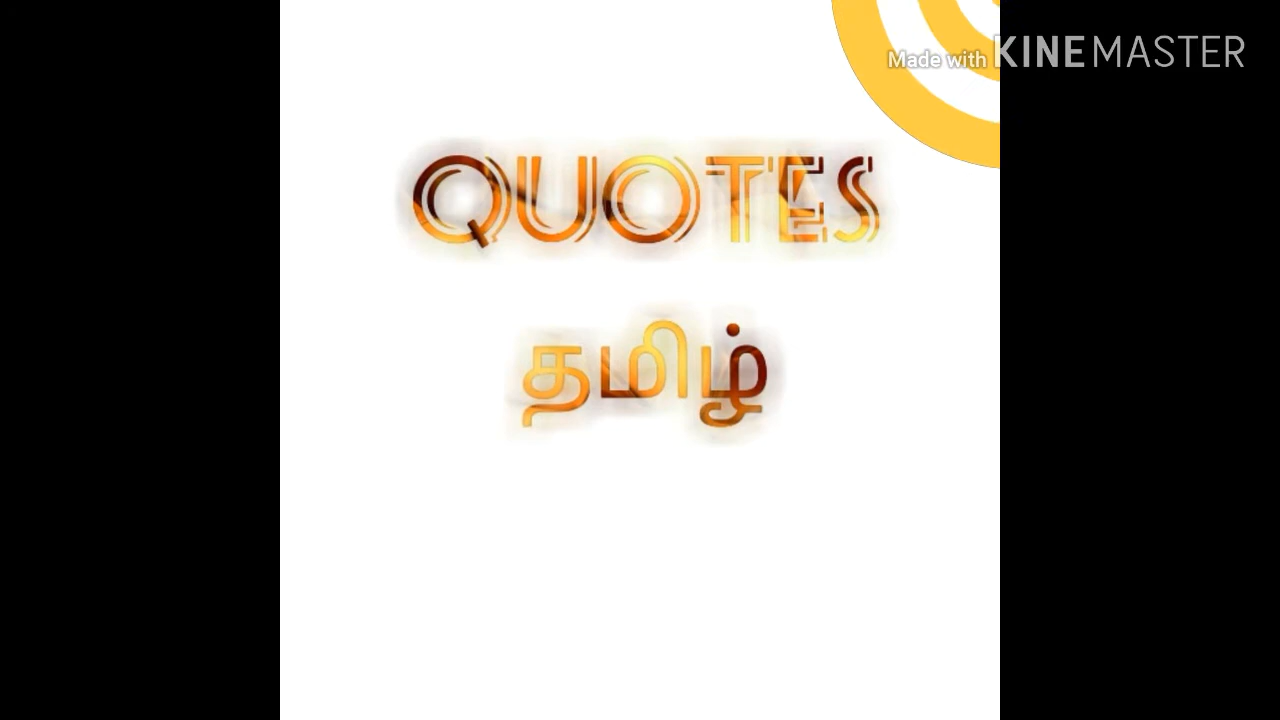 Made with KINEMASTER
QUOTES
தமிழ்